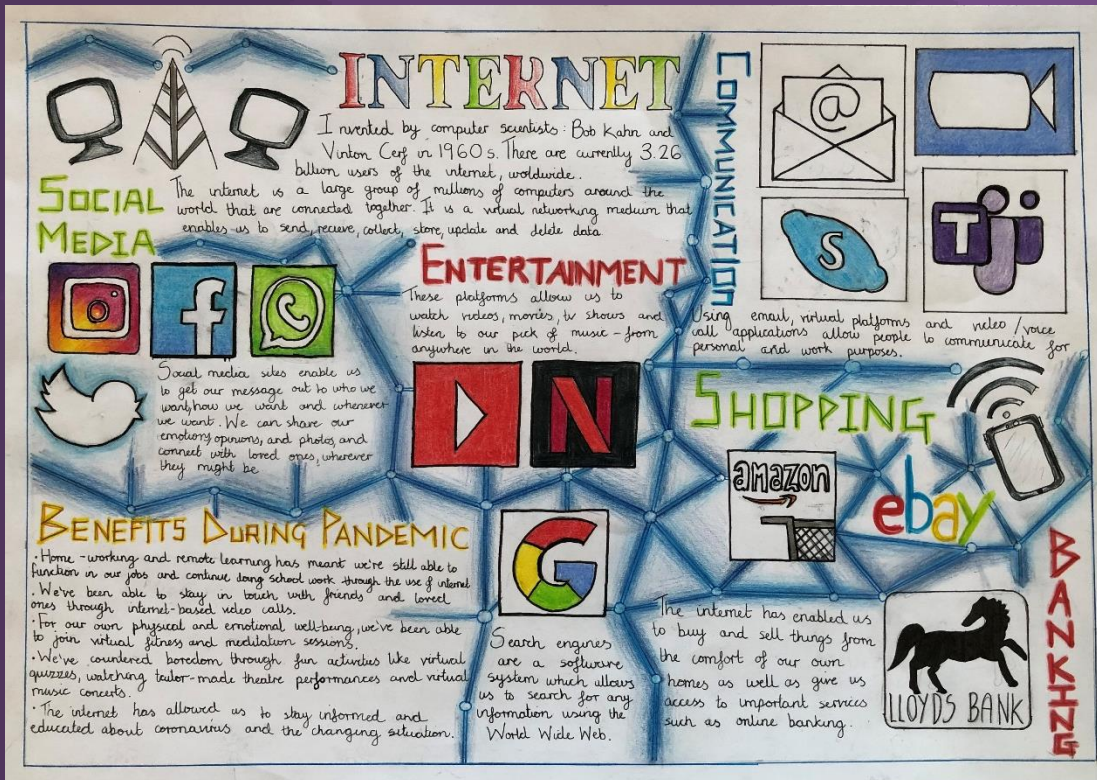 INTERNET
Invented by computer scientists: Bob Kahn and
Vinton Cerf in 1960s. There are currently 3.26
billion users of the internet, worldwide.
The internet is a large group of millions of computers around the
world that are connected together. It is a virtual networking medium that
enables us to send, recieve, collect, store, update and delete data.
SOCIAL
MEDIA
f
Social media sites enable us
to get our message out to who we
want, how we want and whenever
we want. We can share our
emotions, opinions, and photos, and
connect with loved ones, wherever
they might be.
ENTERTAINMENT
These platforms allow us to
watch videos, movies, tv shows and
listen to our pick of music - from
anywhere in the world.
N
COMMUNICATION
@
S
T
Using email, virtual platforms and video/voice
call applications allow people to communicate for
personal and work purposes.
SHOPPING
amazon
ebay
BENEFITS DURING PANDEMIC
· Home-working and remote learning has meant we're still able to
function in our jobs and continue doing school work through the use of internet
· We've been able to stay in touch with friends and loved
ones through internet-based video calls.
· For our own physical and emotional well-being, we've been able
to join virtual fitness and meditation sessions.
· We've countered boredom through fun activities like virtual
quizzes, watching tailor-made theatre performances and virtual
music concerts.
· The internet has allowed us to stay informed and
educated about coronavirus and the changing situation.
G
Search engines
are a software
system which allows
us to search for any
information using the
World Wide Web.
The internet has enabled us
to buy and sell things from
the comfort of our own
homes as well as give us
access to important services
such as online banking.
BANKING
LLOYDS BANK